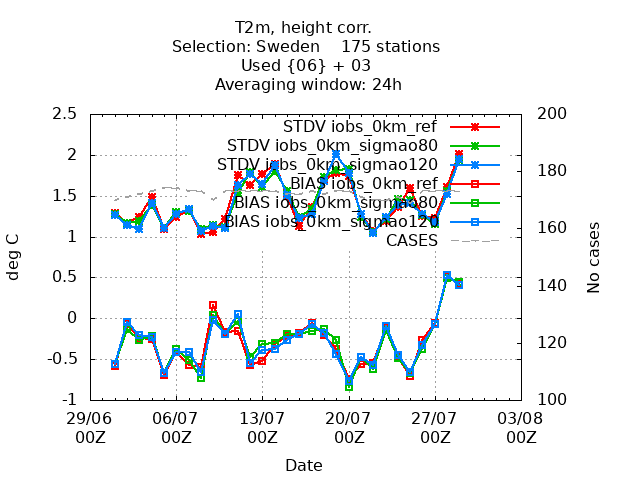 T2m, height corr.
Selection: Sweden 175 stations
Used {06} + 03
Averaging window: 24h
2.5
2
1.5
1
0.5
0
-0.5
-1
deg C
200
180
160
140
120
100
No cases
STDV iobs_0km_ref
STDV iobs_0km_sigmao80
STDV iobs_0km_sigmao120
BIAS iobs_0km_ref
BIAS iobs_0km_sigmao80
BIAS iobs_0km_sigmao120
CASES
29/06 06/07 13/07 20/07 27/07 03/08
00Z 00Z 00Z 00Z 00Z 00Z
Date